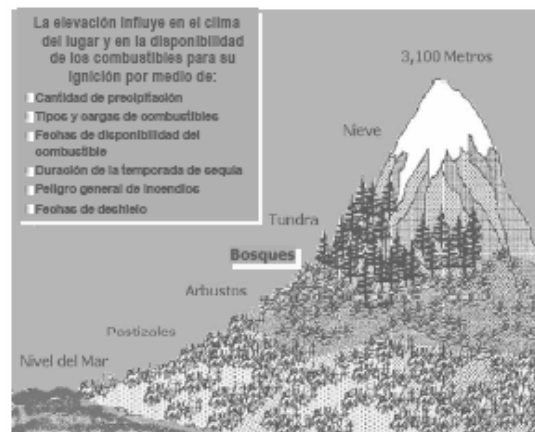 La elevación influye en el clima
del lugar y en la disponibilidad
de los combustibles para su
ignición por medio de:
Cantidad de precipitación
Tipos y cargas de combustibles
Fechas de disponibilidad del
combustible
Duración de la temporada de sequia
Peligro general de incendios
Fechas de deshielo
3,100 Metros
Nieve
Tundra
Bosques
Arbustos
Pastizales
Nivel del Mar